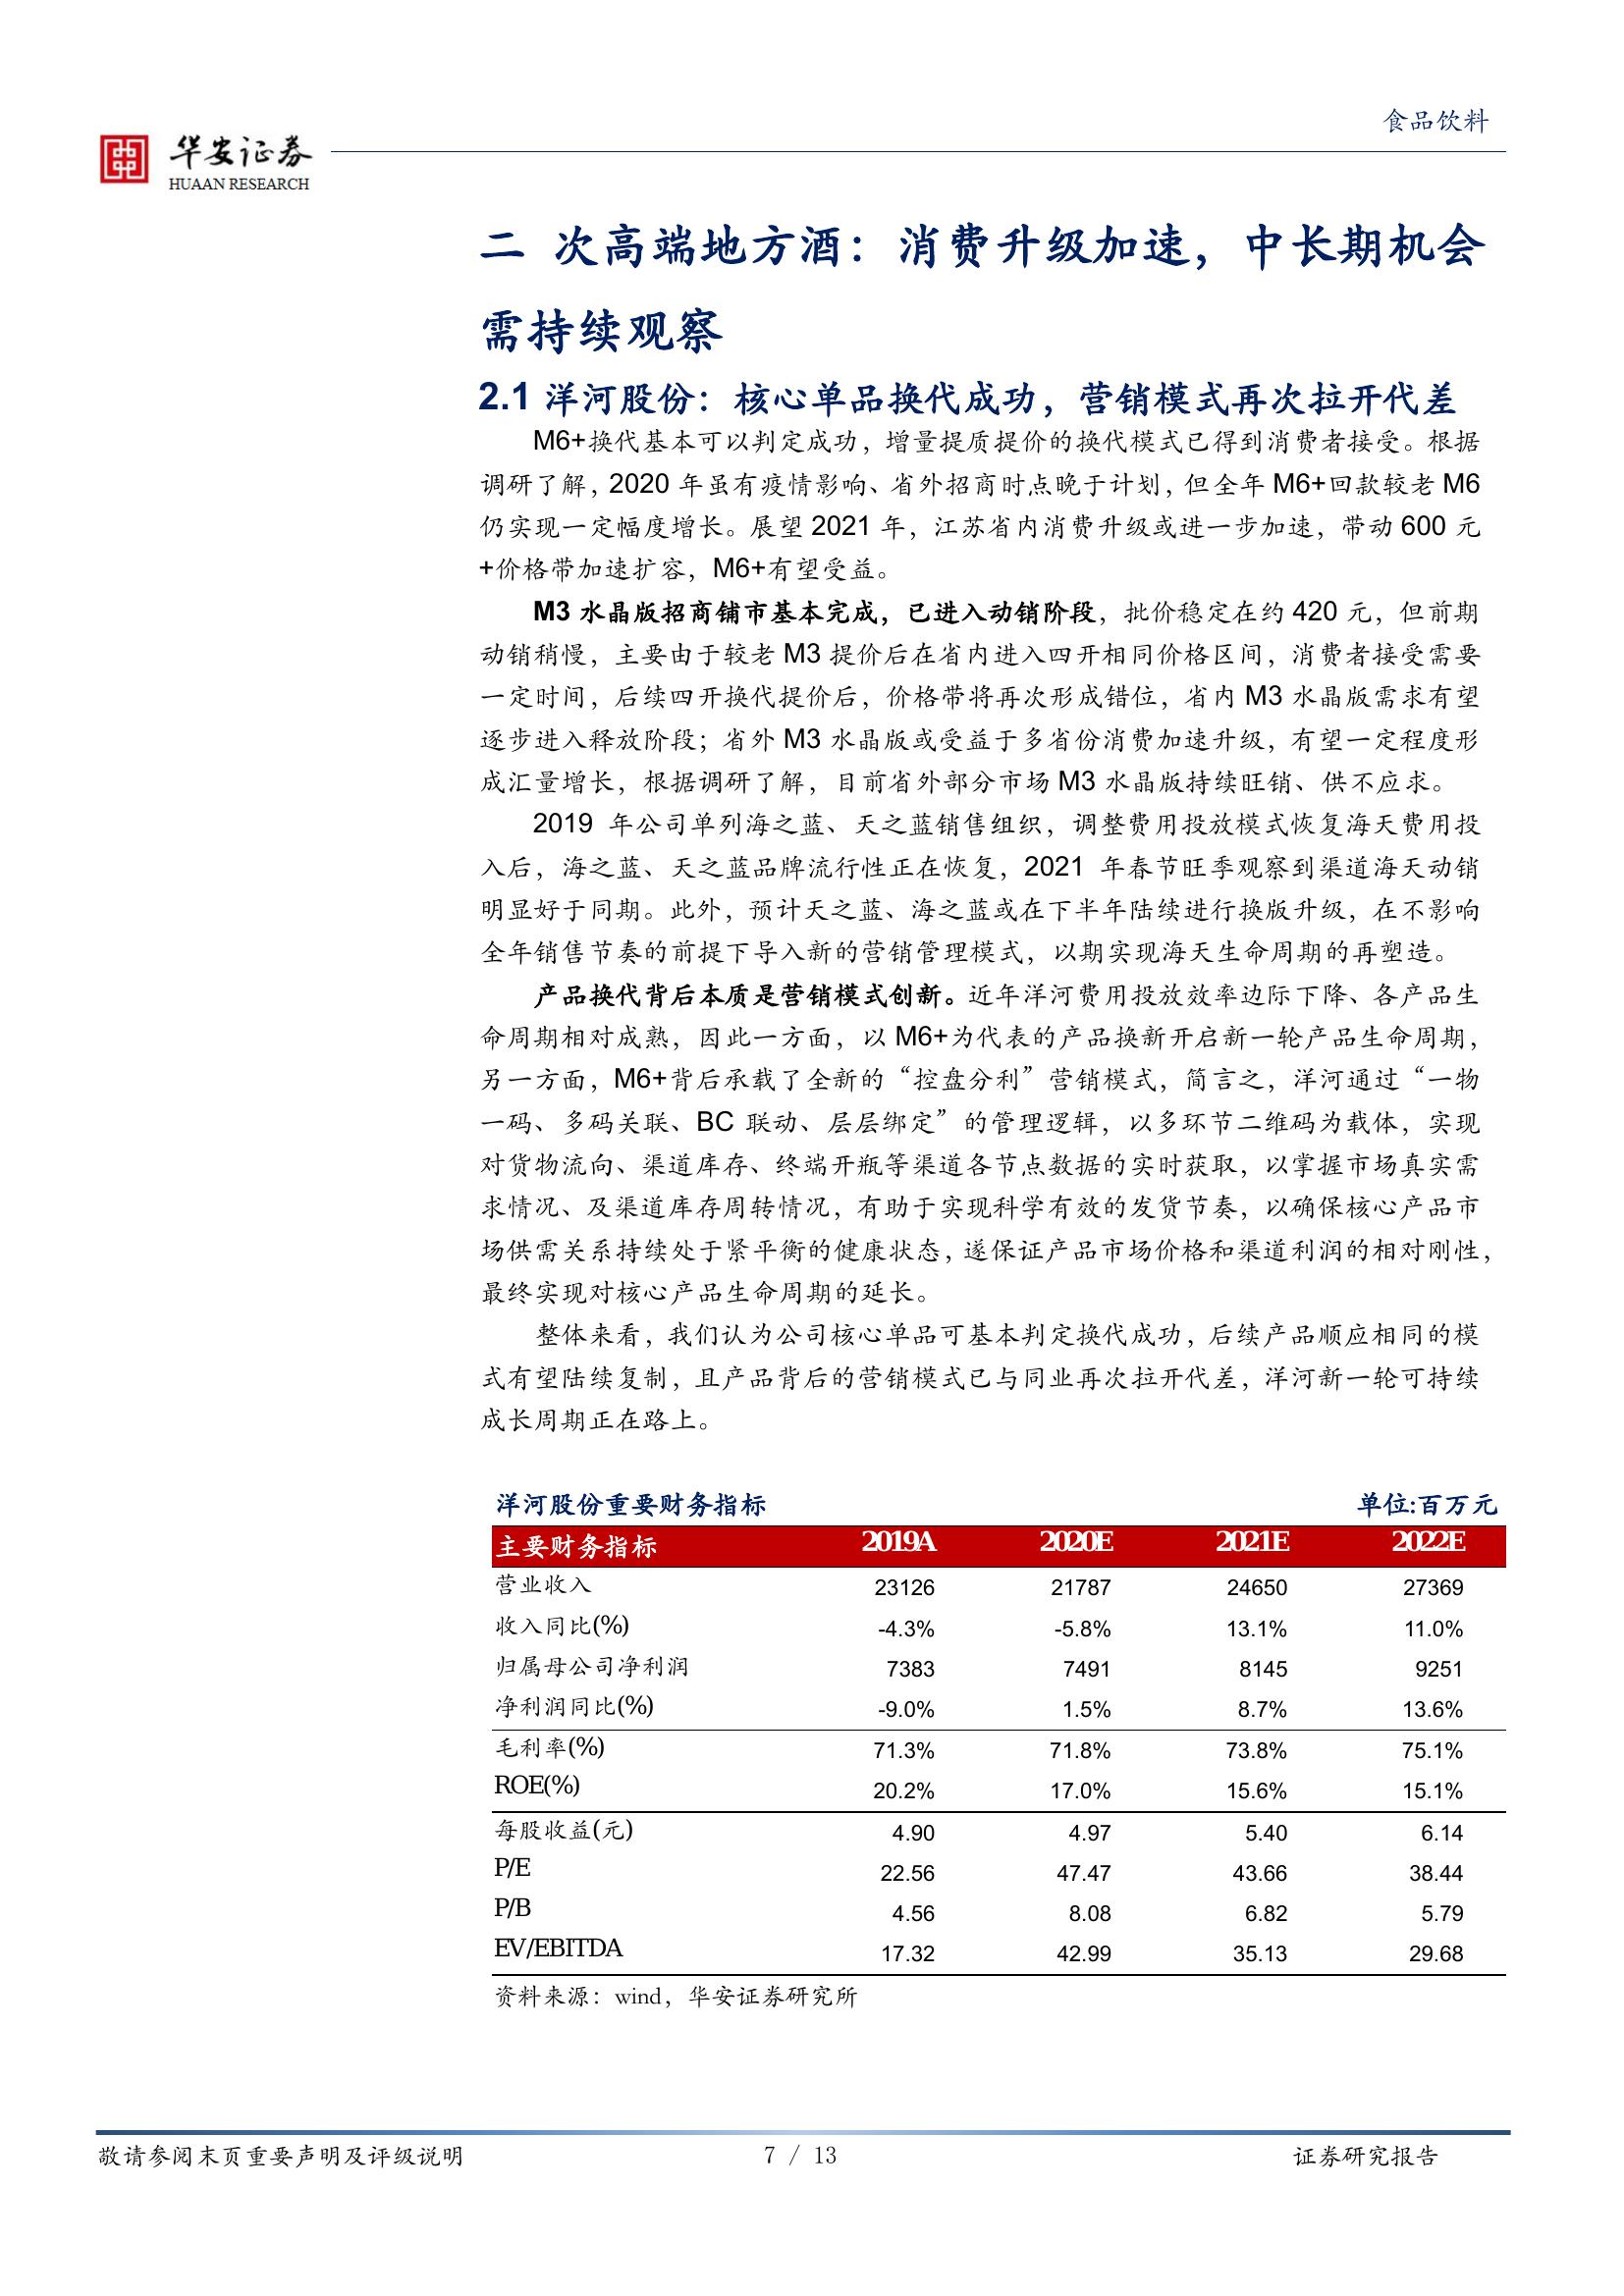 食品饮料
华安证券
HUAAN RESEARCH
二 次高端地方酒：消费升级加速，中长期机会
需持续观察
2.1 洋河股份：核心单品换代成功，营销模式再次拉开代差
M6+换代基本可以判定成功，增量提质提价的换代模式已得到消费者接受。根据
调研了解，2020 年虽有疫情影响、省外招商时点晚于计划，但全年 M6+回款较老 M6
仍实现一定幅度增长。展望 2021 年，江苏省内消费升级或进一步加速，带动 600 元
+价格带加速扩容，M6+有望受益。
M3 水晶版招商铺市基本完成，已进入动销阶段，批价稳定在约 420 元，但前期
动销稍慢，主要由于较老 M3 提价后在省内进入四开相同价格区间，消费者接受需要
一定时间，后续四开换代提价后，价格带将再次形成错位，省内 M3 水晶版需求有望
逐步进入释放阶段；省外 M3 水晶版或受益于多省份消费加速升级，有望一定程度形
成汇量增长，根据调研了解，目前省外部分市场 M3 水晶版持续旺销、供不应求。
2019 年公司单列海之蓝、天之蓝销售组织，调整费用投放模式恢复海天费用投
入后，海之蓝、天之蓝品牌流行性正在恢复，2021 年春节旺季观察到渠道海天动销
明显好于同期。此外，预计天之蓝、海之蓝或在下半年陆续进行换版升级，在不影响
全年销售节奏的前提下导入新的营销管理模式，以期实现海天生命周期的再塑造。
产品换代背后本质是营销模式创新。近年洋河费用投放效率边际下降、各产品生
命周期相对成熟，因此一方面，以 M6+为代表的产品换新开启新一轮产品生命周期，
另一方面，M6+背后承载了全新的“控盘分利”营销模式，简言之，洋河通过“一物
一码、多码关联、BC 联动、层层绑定”的管理逻辑，以多环节二维码为载体，实现
对货物流向、渠道库存、终端开瓶等渠道各节点数据的实时获取，以掌握市场真实需
求情况、及渠道库存周转情况，有助于实现科学有效的发货节奏，以确保核心产品市
场供需关系持续处于紧平衡的健康状态，遂保证产品市场价格和渠道利润的相对刚性，
最终实现对核心产品生命周期的延长。
整体来看，我们认为公司核心单品可基本判定换代成功，后续产品顺应相同的模
式有望陆续复制，且产品背后的营销模式已与同业再次拉开代差，洋河新一轮可持续
成长周期正在路上。
洋河股份重要财务指标 单位:百万元
主要财务指标 2019A 2020E 2021E 2022E
营业收入 23126 21787 24650 27369
收入同比(%) -4.3% -5.8% 13.1% 11.0%
归属母公司净利润 7383 7491 8145 9251
净利润同比(%) -9.0% 1.5% 8.7% 13.6%
毛利率(%) 71.3% 71.8% 73.8% 75.1%
ROE(%) 20.2% 17.0% 15.6% 15.1%
每股收益(元) 4.90 4.97 5.40 6.14
P/E 22.56 47.47 43.66 38.44
P/B 4.56 8.08 6.82 5.79
EV/EBITDA 17.32 42.99 35.13 29.68
资料来源：wind，华安证券研究所
敬请参阅末页重要声明及评级说明 7 / 13 证券研究报告